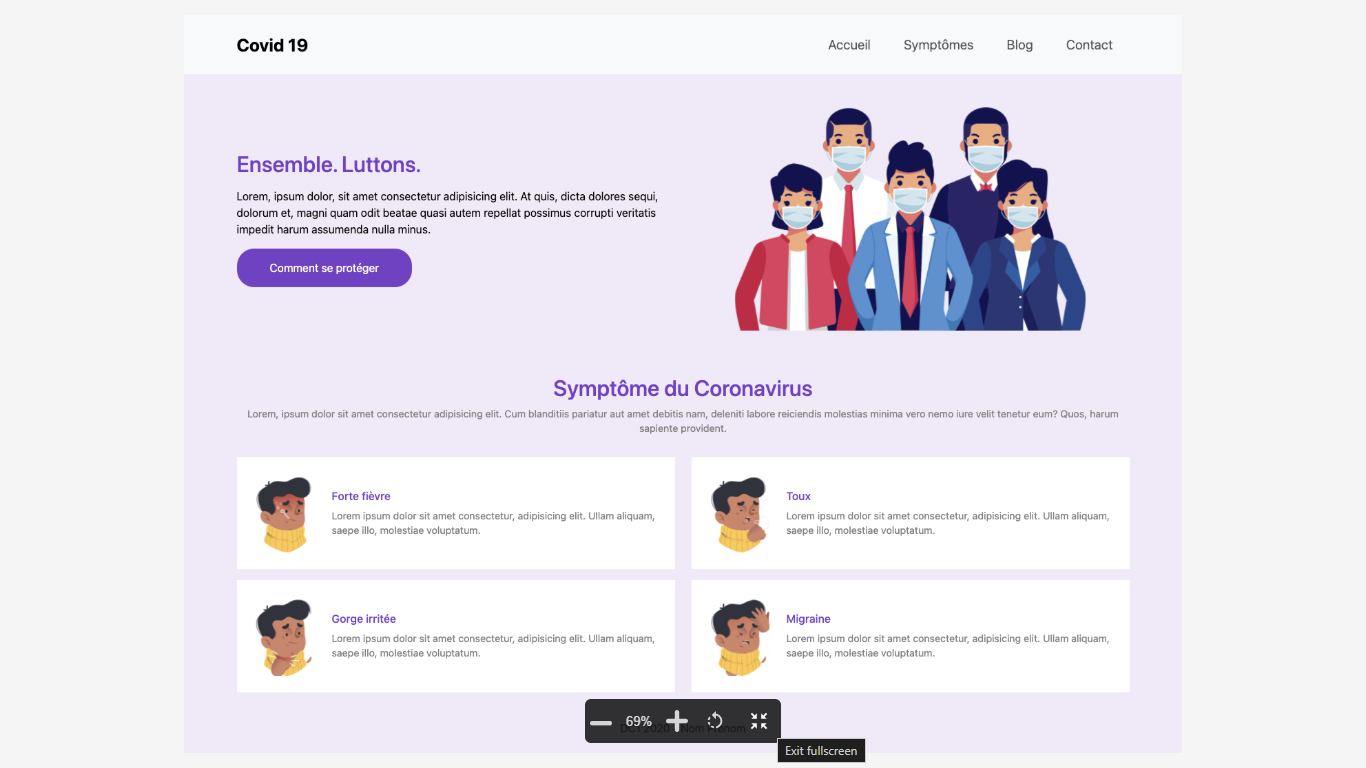 Covid 19
Accueil Symptômes Blog Contact
Ensemble. Luttons.
Lorem, ipsum dolor, sit amet consectetur adipisicing elit. At quis, dicta dolores sequi,
dolorum et, magni quam odit beatae quasi autem repellat possimus corrupti veritatis
impedit harum assumenda nulla minus.
Comment se protéger
Symptôme du Coronavirus
Lorem, ipsum dolor sit amet consectetur adipisicing elit. Cum blanditiis pariatur aut amet debitis nam, deleniti labore reiciendis molestias minima vero nemo iure velit tenetur eum? Quos, harum
sapiente provident.
Forte fièvre
Lorem ipsum dolor sit amet consectetur, adipisicing elit. Ullam aliquam,
saepe illo, molestiae voluptatum.
Toux
Lorem ipsum dolor sit amet consectetur, adipisicing elit. Ullam aliquam,
saepe illo, molestiae voluptatum.
Gorge irritée
Lorem ipsum dolor sit amet consectetur, adipisicing elit. Ullam aliquam,
saepe illo, molestiae voluptatum.
Migraine
Lorem ipsum dolor sit amet consectetur, adipisicing elit. Ullam aliquam,
saepe illo, molestiae voluptatum.
69%
Exit fullscreen